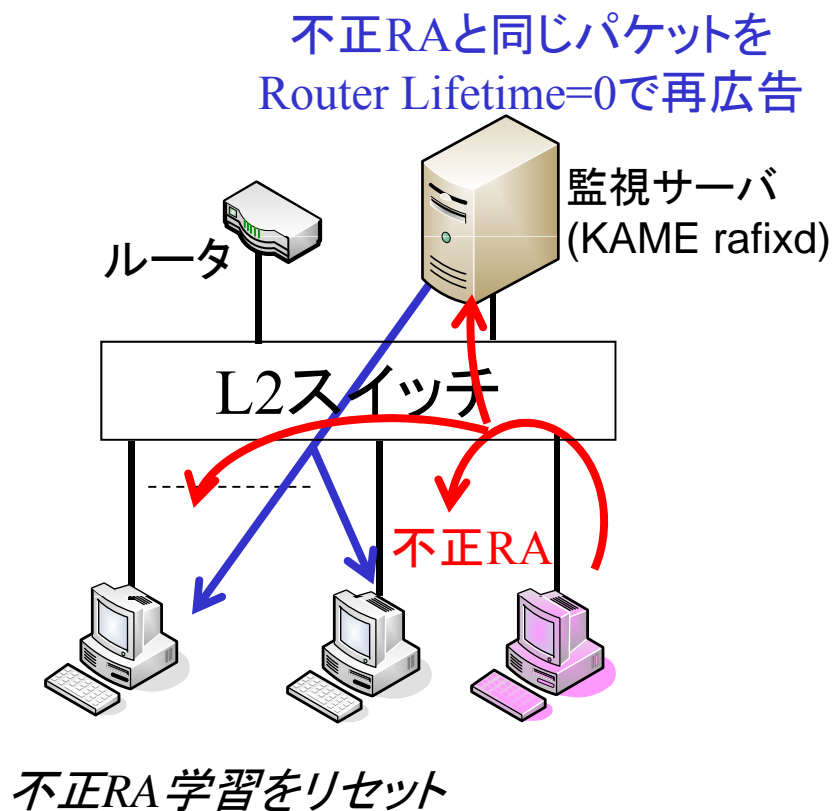 不正RAと同じパケットを
Router Lifetime=0で再広告
監視サーバ
(KAME rafixd)
ルータ
L2スイッチ
不正RA
不正RA学習をリセット